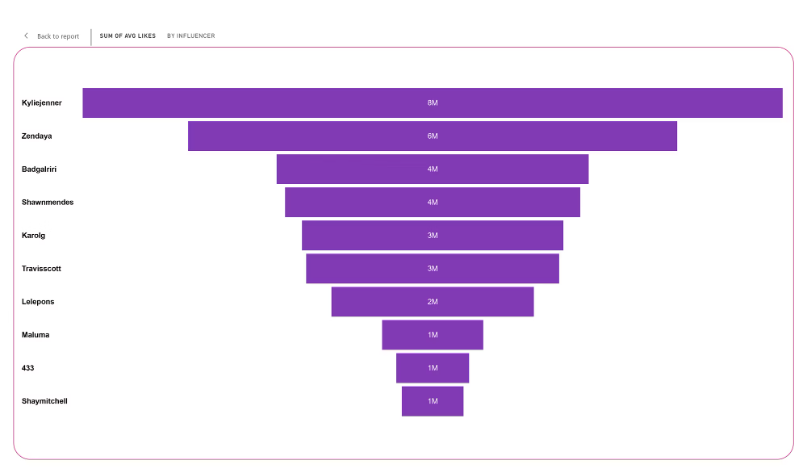 Back to report SUM OF AVG LIKES BY INFLUENCER
Kyliejenner 8M
Zendaya 6M
Badgalriri 4M
Shawnmendes 4M
Karolg 3M
Travisscott 3M
Lelepons 2M
Maluma 1M
433 1M
Shaymitchell 1M